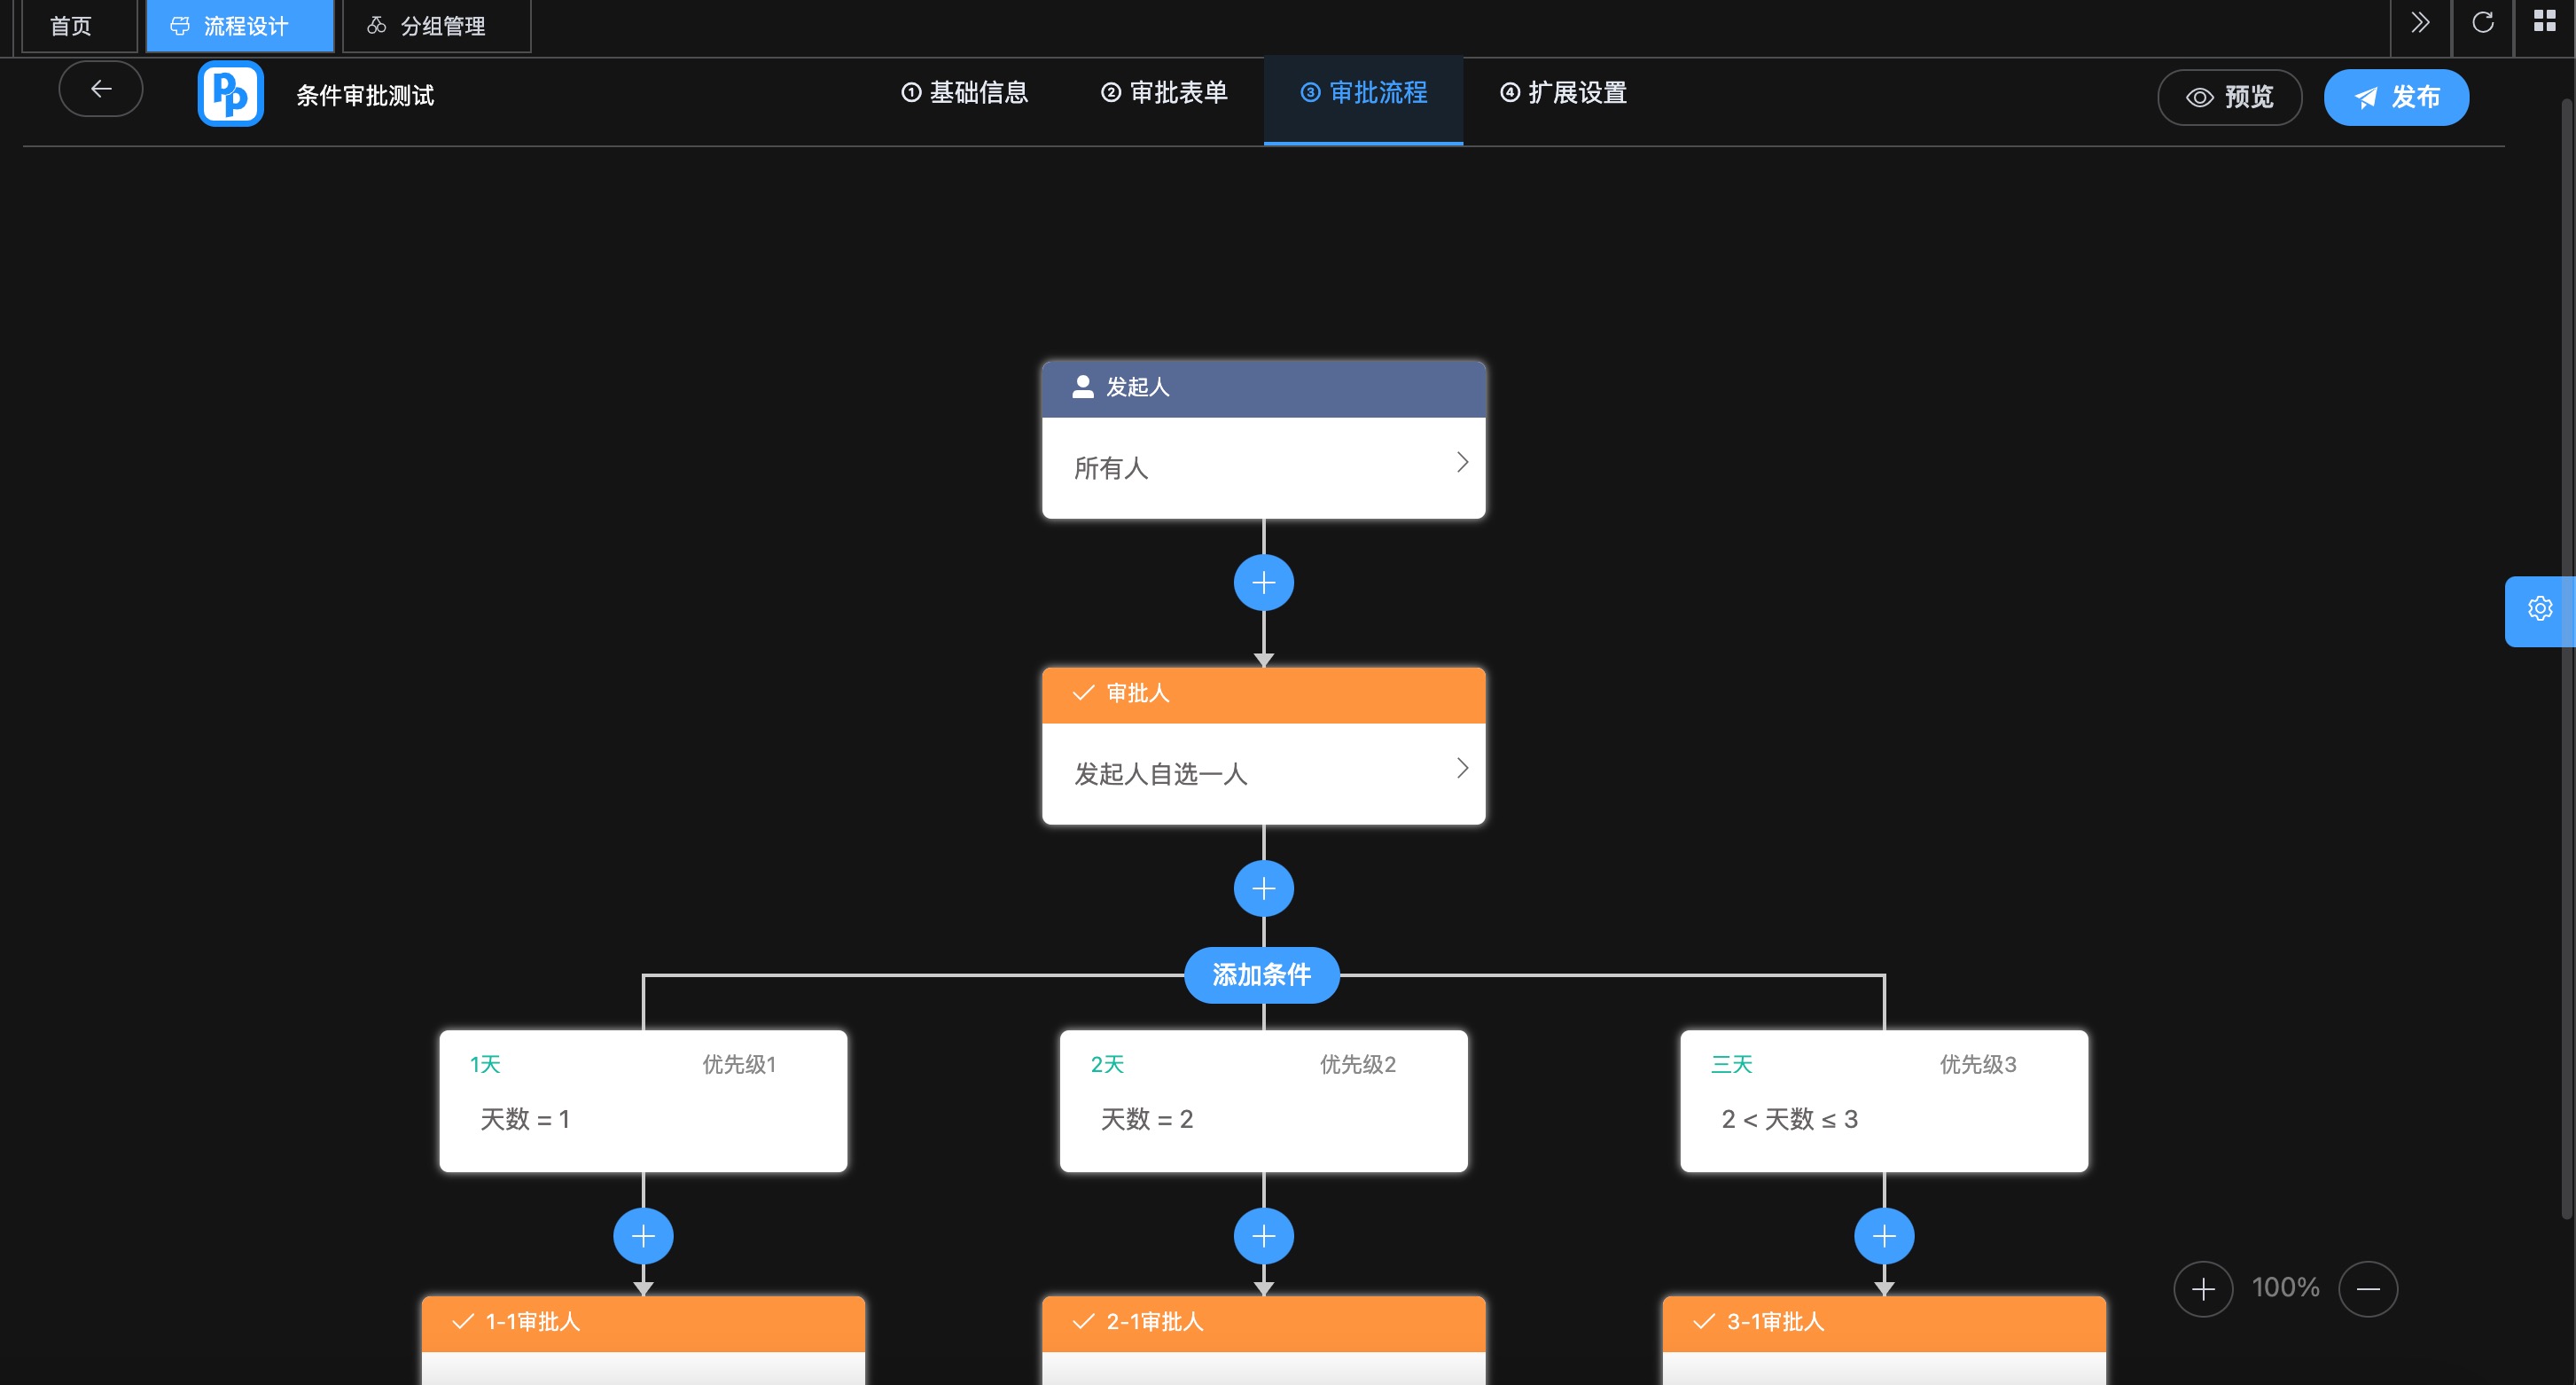 首页 流程设计 分组管理
条件审批测试 ① 基础信息 ② 审批表单 ③ 审批流程 ④ 扩展设置 预览 发布
发起人
所有人
审批人
发起人自选一人
添加条件
1天 优先级1 2天 优先级2 三天 优先级3
天数 = 1 天数 = 2 2 < 天数 ≤ 3
100%
1-1审批人 2-1审批人 3-1审批人